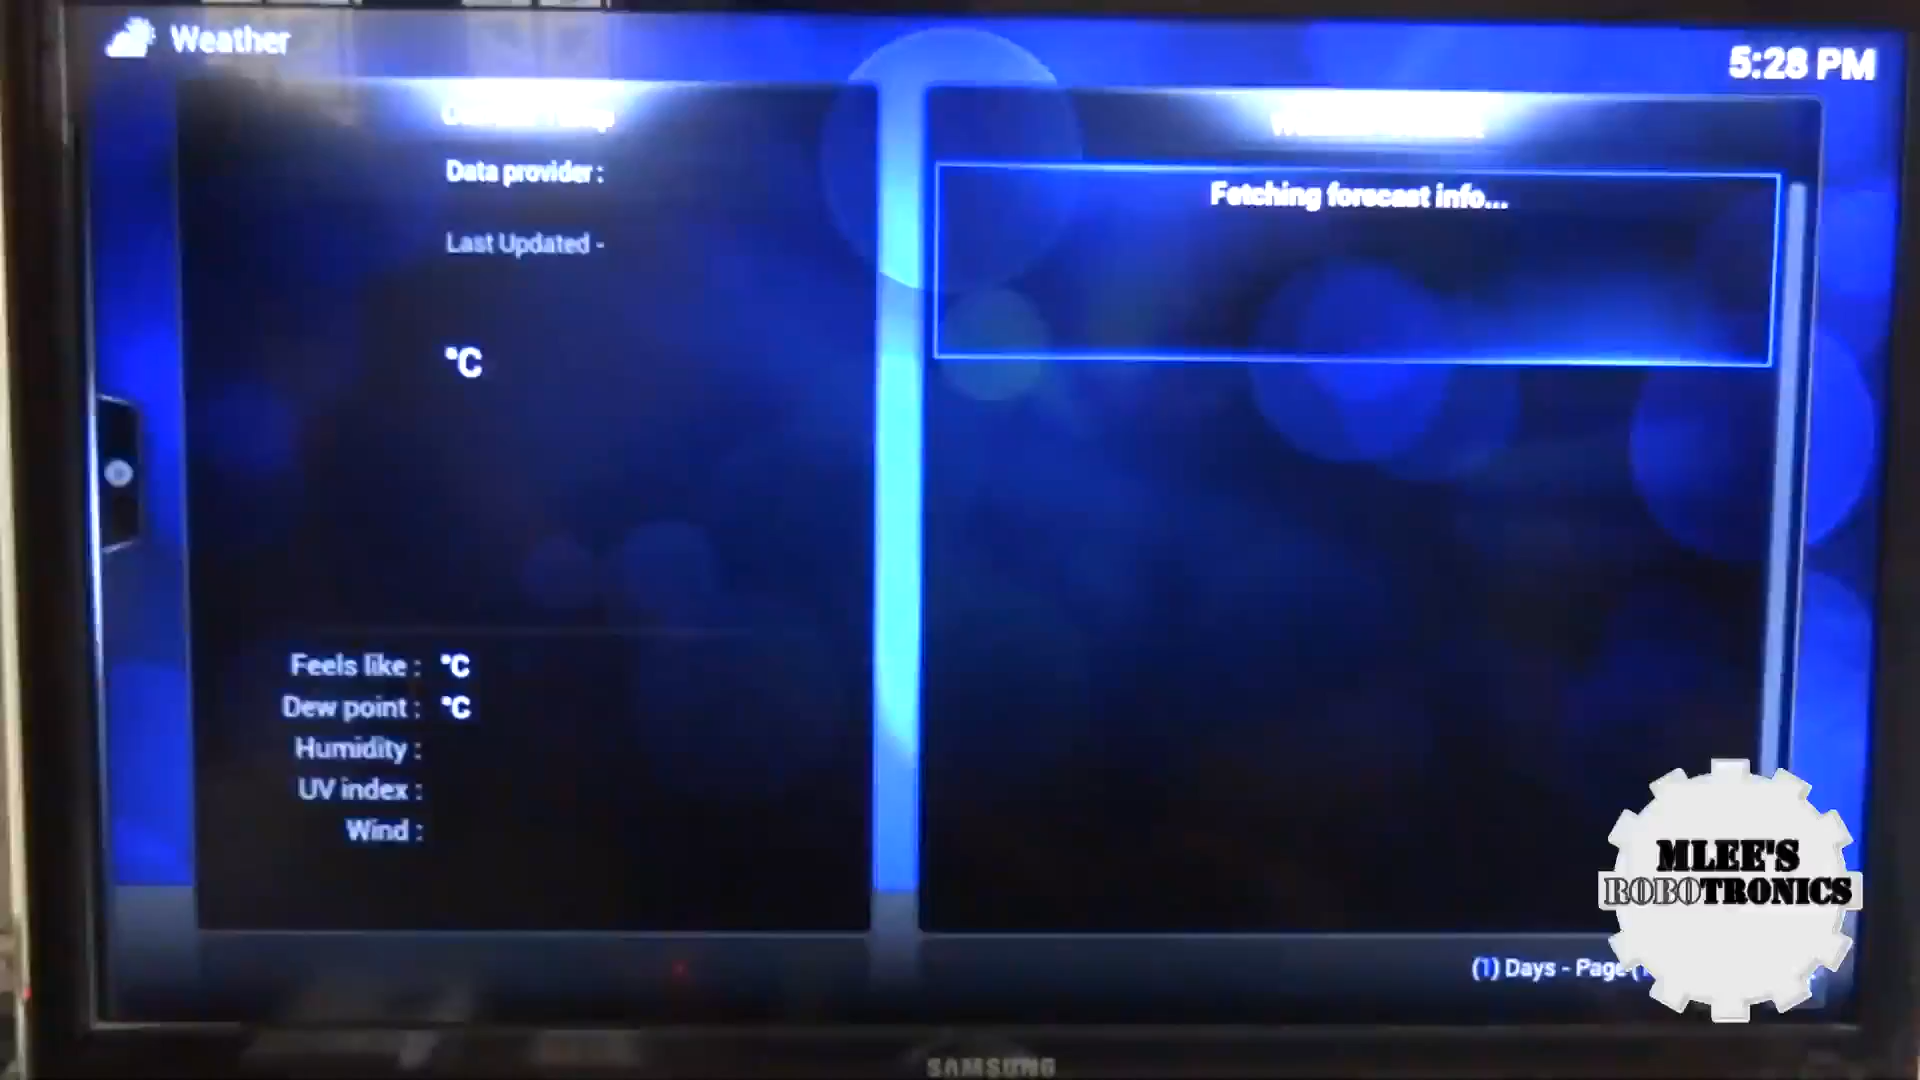 Weather
5:28 PM
Data provider :
Last Updated -
°C
Feels like : °C
Dew point : °C
Humidity :
UV index :
Wind :
Fetching forecast info...
(1) Days - Page
MLEE'S
ROBOTRONICS
SAMSUNG